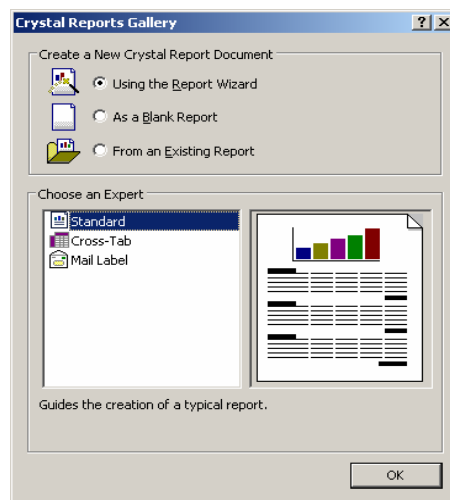 Crystal Reports Gallery
Create a New Crystal Report Document
Using the Report Wizard
As a Blank Report
From an Existing Report
Choose an Expert
Standard
Cross-Tab
Mail Label
Guides the creation of a typical report.
OK